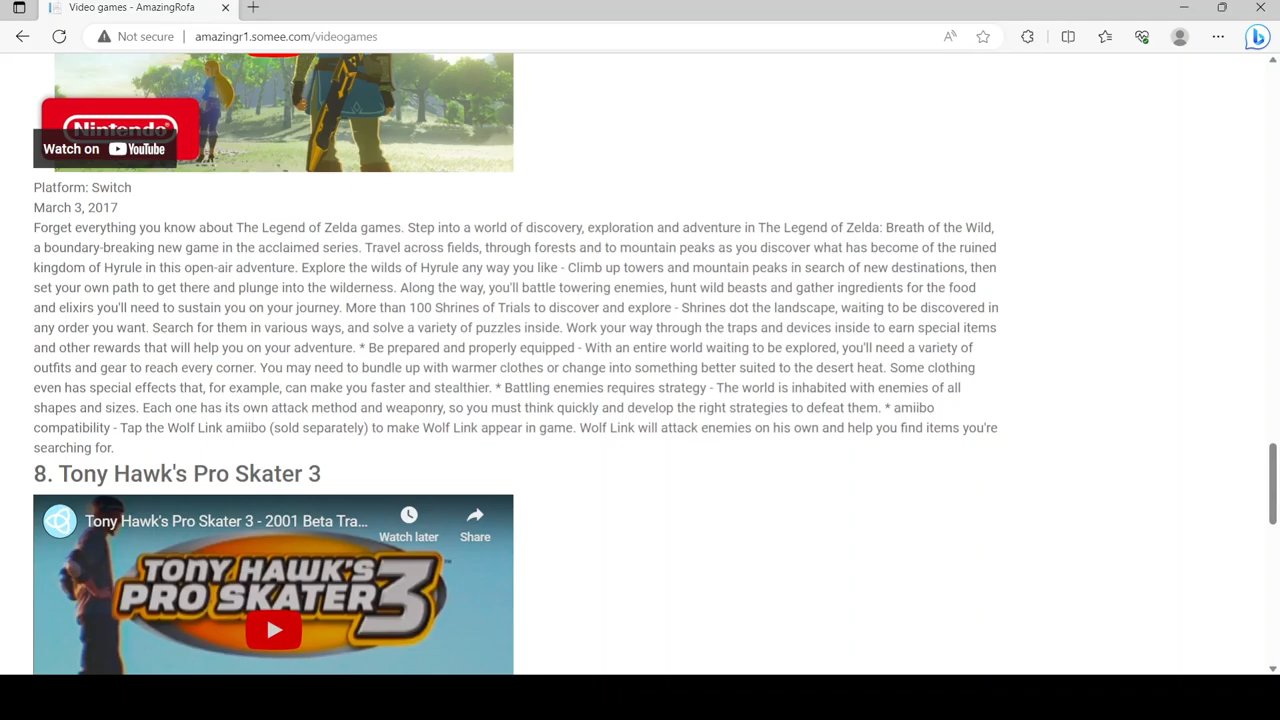 Video games - AmazingRofa
Not secure
amazingr1.somee.com/videogames
Nintendo
Watch on YouTube
Platform: Switch
March 3, 2017
Forget everything you know about The Legend of Zelda games. Step into a world of discovery, exploration and adventure in The Legend of Zelda: Breath of the Wild,
a boundary-breaking new game in the acclaimed series. Travel across fields, through forests and to mountain peaks as you discover what has become of the ruined
kingdom of Hyrule in this open-air adventure. Explore the wilds of Hyrule any way you like - Climb up towers and mountain peaks in search of new destinations, then
set your own path to get there and plunge into the wilderness. Along the way, you'll battle towering enemies, hunt wild beasts and gather ingredients for the food
and elixirs you'll need to sustain you on your journey. More than 100 Shrines of Trials to discover and explore - Shrines dot the landscape, waiting to be discovered in
any order you want. Search for them in various ways, and solve a variety of puzzles inside. Work your way through the traps and devices inside to earn special items
and other rewards that will help you on your adventure. * Be prepared and properly equipped - With an entire world waiting to be explored, you'll need a variety of
outfits and gear to reach every corner. You may need to bundle up with warmer clothes or change into something better suited to the desert heat. Some clothing
even has special effects that, for example, can make you faster and stealthier. * Battling enemies requires strategy - The world is inhabited with enemies of all
shapes and sizes. Each one has its own attack method and weaponry, so you must think quickly and develop the right strategies to defeat them. * amiibo
compatibility - Tap the Wolf Link amiibo (sold separately) to make Wolf Link appear in game. Wolf Link will attack enemies on his own and help you find items you're
searching for.
8. Tony Hawk's Pro Skater 3
Tony Hawk's Pro Skater 3 - 2001 Beta Tra...
Watch later
Share
TONY HAWK'S
PRO SKATER 3